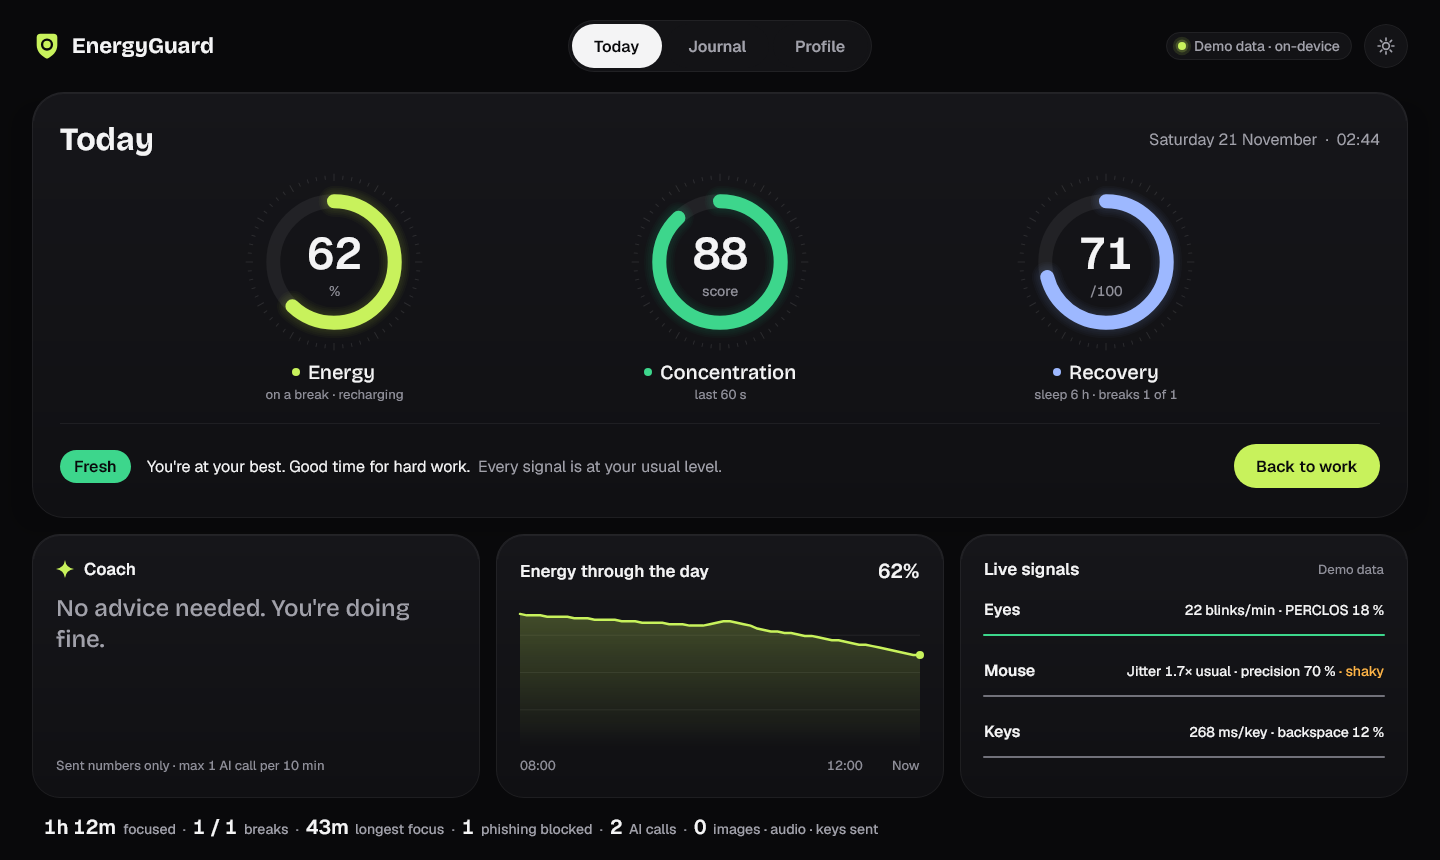 EnergyGuard
Today
Journal
Profile
Demo data · on-device
Today
Saturday 21 November · 02:44
62
%
Energy
on a break · recharging
88
score
Concentration
last 60 s
71
/100
Recovery
sleep 6 h · breaks 1 of 1
Fresh
You're at your best. Good time for hard work. Every signal is at your usual level.
Back to work
Coach
No advice needed. You're doing
fine.
Sent numbers only · max 1 AI call per 10 min
Energy through the day
62%
08:00
12:00
Now
Live signals
Demo data
Eyes
22 blinks/min · PERCLOS 18 %
Mouse
Jitter 1.7× usual · precision 70 % · shaky
Keys
268 ms/key · backspace 12 %
1h 12m focused · 1 / 1 breaks · 43m longest focus · 1 phishing blocked · 2 AI calls · 0 images · audio · keys sent